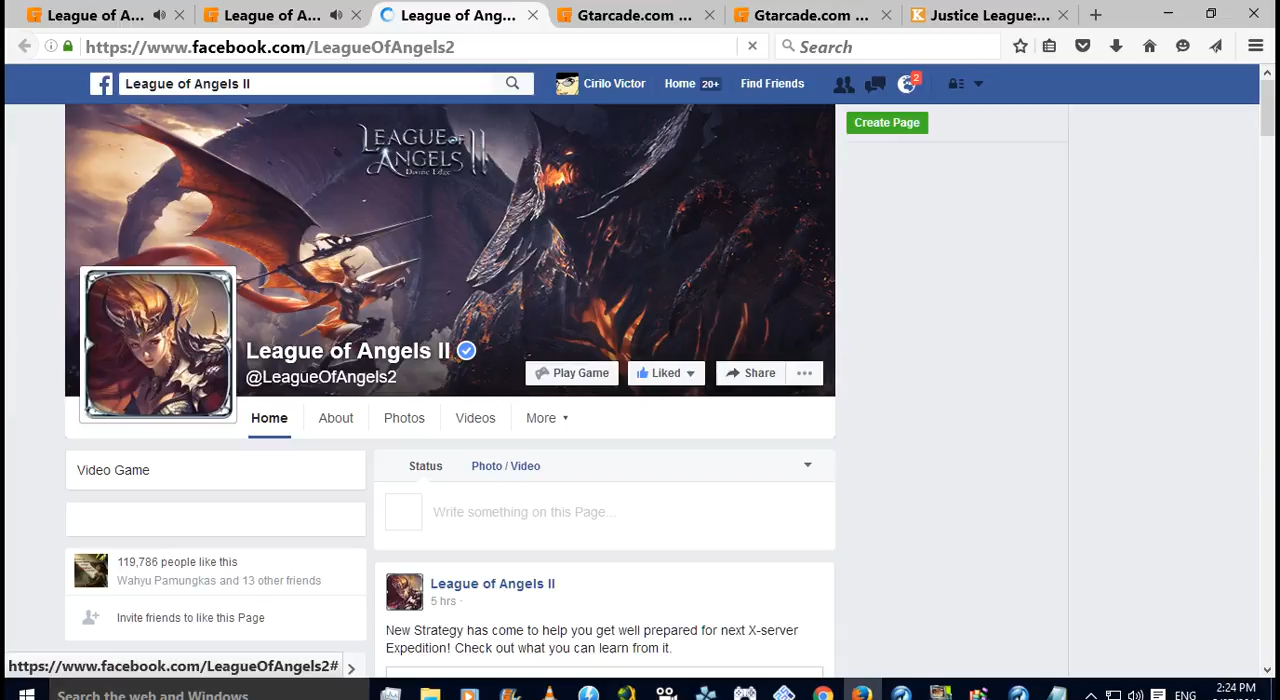 League of A...
League of A...
League of Ang...
Gtarcade.com ...
Gtarcade.com ...
Justice League:...
https://www.facebook.com/LeagueOfAngels2
Search
League of Angels II
Cirilo Victor
Home 20+
Find Friends
2
LEAGUE OF
ANGELS II
Create Page
League of Angels II
@LeagueOfAngels2
Play Game
Liked
Share
Home
About
Photos
Videos
More
Video Game
Status
Photo / Video
Write something on this Page...
119,786 people like this
Wahyu Pamungkas and 13 other friends
Invite friends to like this Page
League of Angels II
5 hrs ·
New Strategy has come to help you get well prepared for next X-server
Expedition! Check out what you can learn from it.
https://www.facebook.com/LeagueOfAngels2#
Search the web and Windows
ENG
2:24 PM